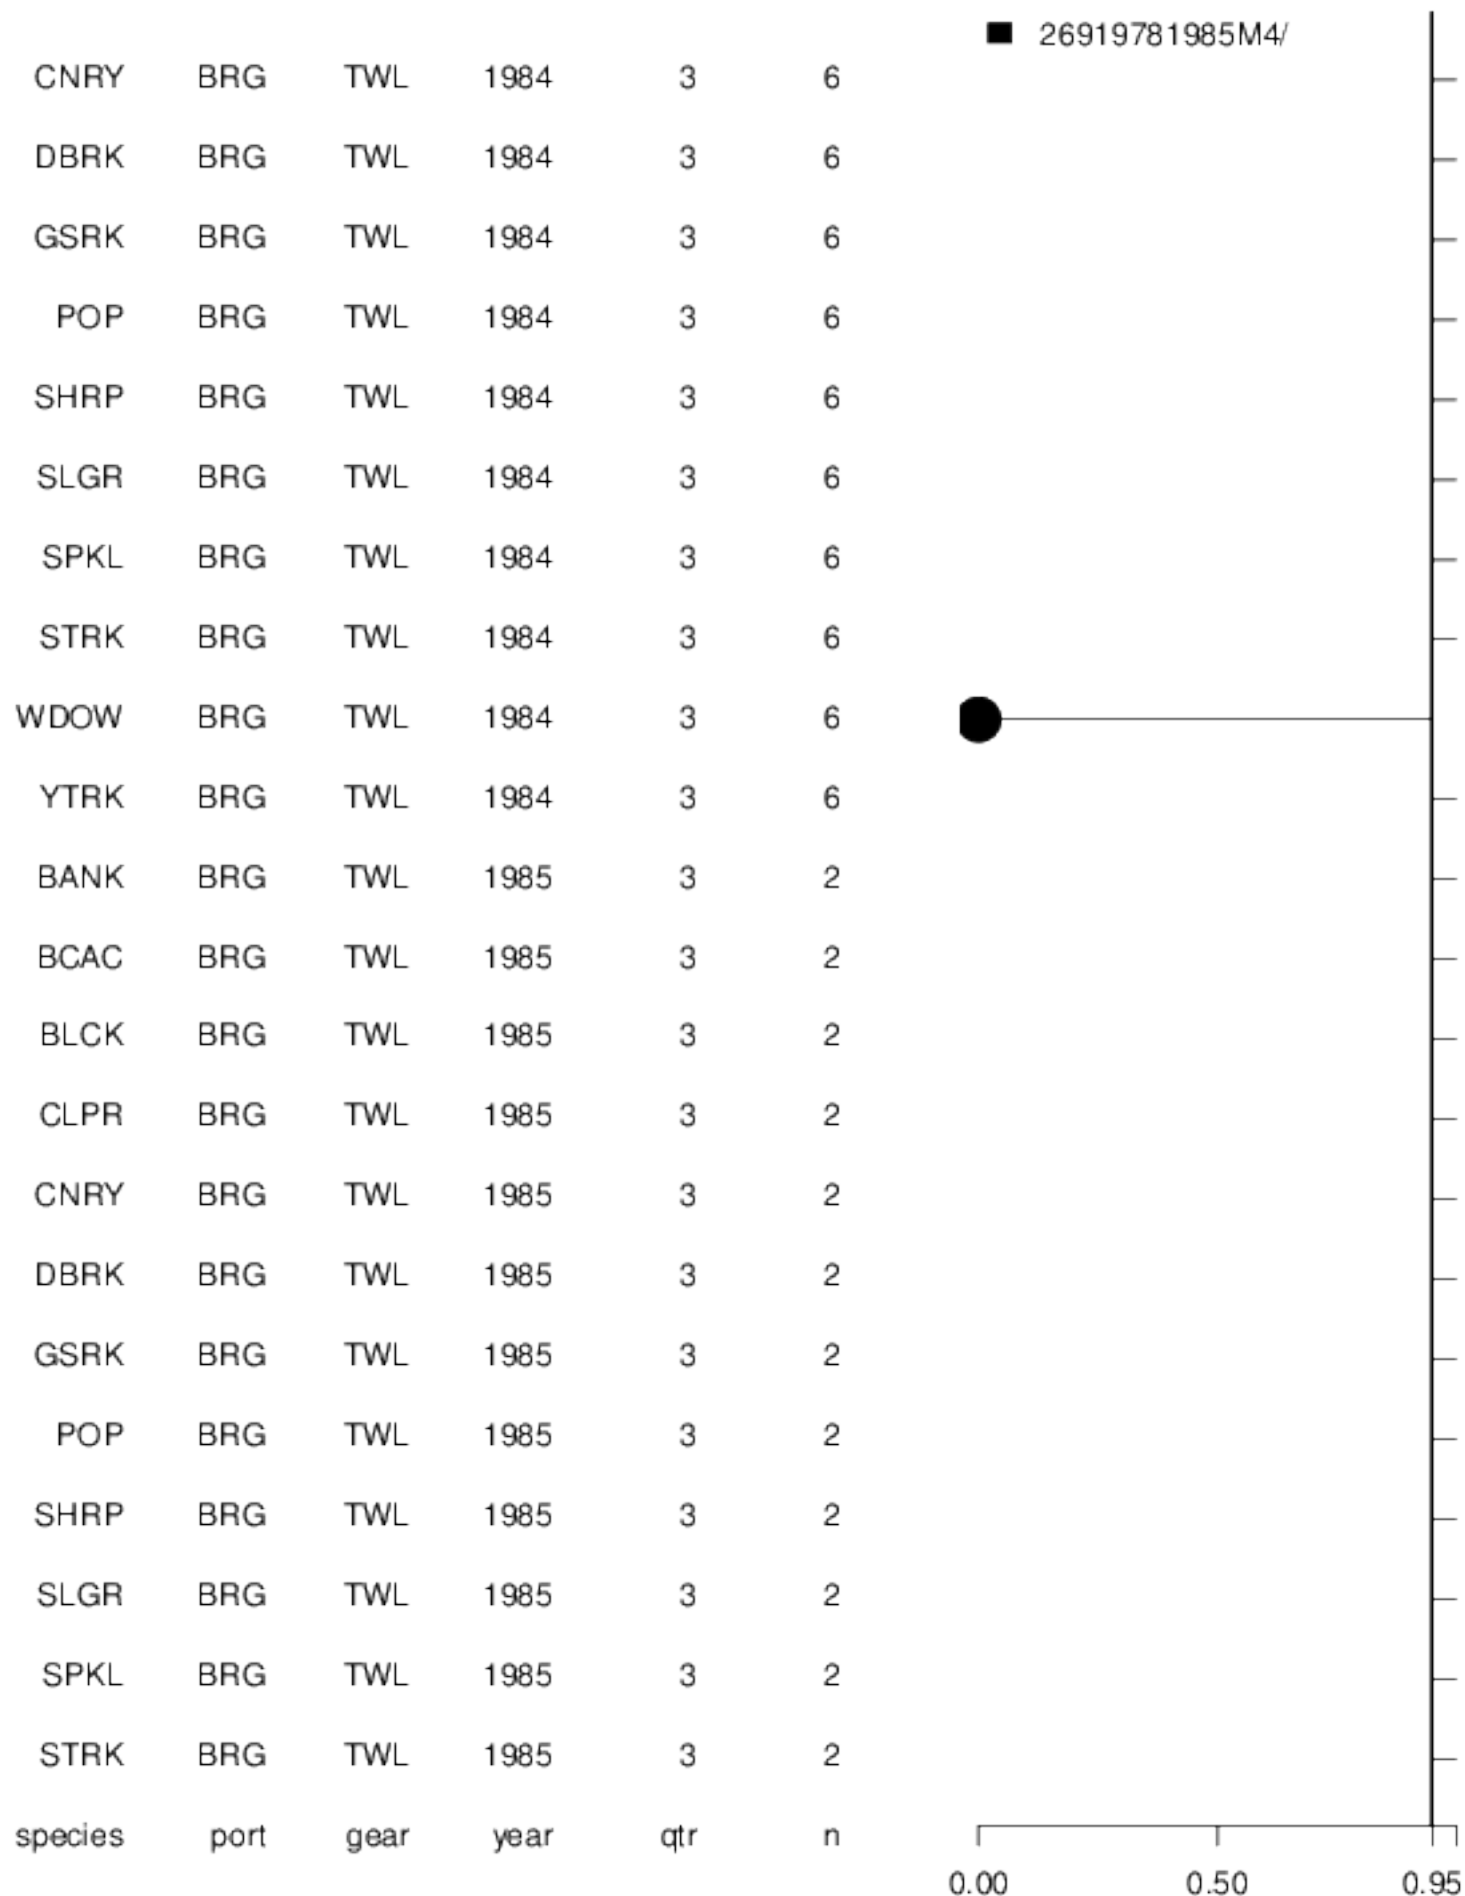 26919781985M4/
CNRY BRG TWL 1984 3 6
DBRK BRG TWL 1984 3 6
GSRK BRG TWL 1984 3 6
POP BRG TWL 1984 3 6
SHRP BRG TWL 1984 3 6
SLGR BRG TWL 1984 3 6
SPKL BRG TWL 1984 3 6
STRK BRG TWL 1984 3 6
WDOW BRG TWL 1984 3 6
YTRK BRG TWL 1984 3 6
BANK BRG TWL 1985 3 2
BCAC BRG TWL 1985 3 2
BLCK BRG TWL 1985 3 2
CLPR BRG TWL 1985 3 2
CNRY BRG TWL 1985 3 2
DBRK BRG TWL 1985 3 2
GSRK BRG TWL 1985 3 2
POP BRG TWL 1985 3 2
SHRP BRG TWL 1985 3 2
SLGR BRG TWL 1985 3 2
SPKL BRG TWL 1985 3 2
STRK BRG TWL 1985 3 2
species port gear year qtr n
0.00 0.50 0.95